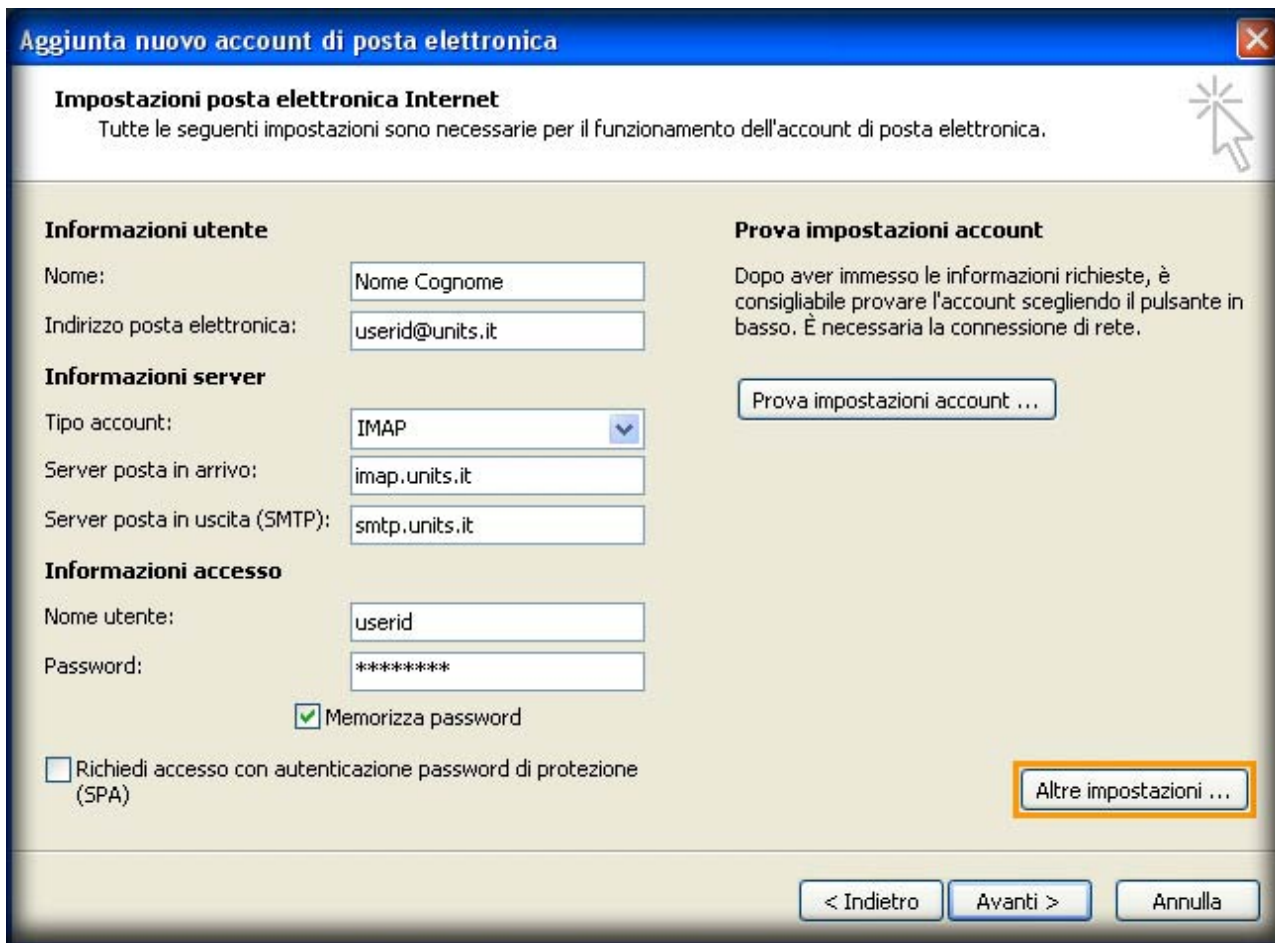 Aggiunta nuovo account di posta elettronica
Impostazioni posta elettronica Internet
Tutte le seguenti impostazioni sono necessarie per il funzionamento dell'account di posta elettronica.
Informazioni utente
Nome:
Nome Cognome
Indirizzo posta elettronica:
userid@units.it
Informazioni server
Tipo account:
IMAP
Server posta in arrivo:
imap.units.it
Server posta in uscita (SMTP):
smtp.units.it
Informazioni accesso
Nome utente:
userid
Password:
********
Memorizza password
Richiedi accesso con autenticazione password di protezione
(SPA)
Prova impostazioni account
Dopo aver immesso le informazioni richieste, è
consigliabile provare l'account scegliendo il pulsante in
basso. È necessaria la connessione di rete.
Prova impostazioni account ...
Altre impostazioni ...
< Indietro
Avanti >
Annulla